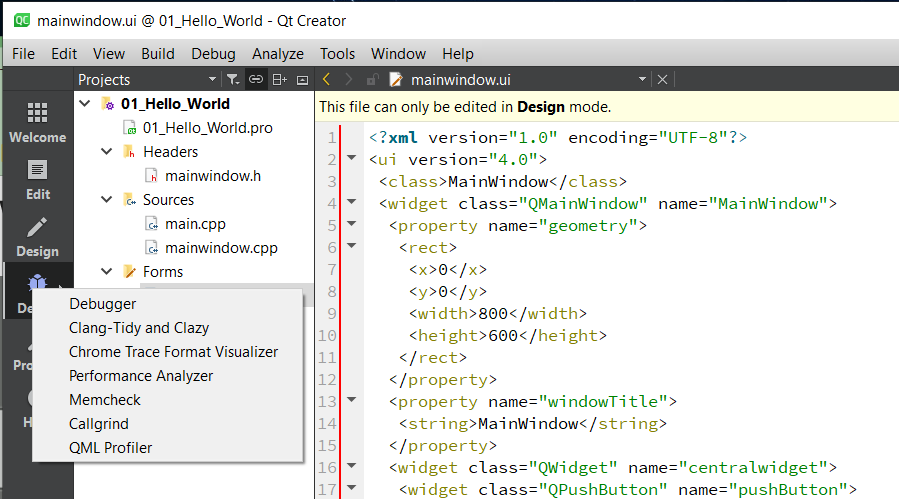 mainwindow.ui @ 01_Hello_World - Qt Creator
File Edit View Build Debug Analyze Tools Window Help
Projects
mainwindow.ui
Welcome
Edit
Design
01_Hello_World
01_Hello_World.pro
Headers
mainwindow.h
Sources
main.cpp
mainwindow.cpp
Forms
Debugger
Clang-Tidy and Clazy
Chrome Trace Format Visualizer
Performance Analyzer
Memcheck
Callgrind
QML Profiler
This file can only be edited in Design mode.
1 <?xml version="1.0" encoding="UTF-8"?>
2 <ui version="4.0">
3 <class>MainWindow</class>
4 <widget class="QMainWindow" name="MainWindow">
5 <property name="geometry">
6 <rect>
7 <x>0</x>
8 <y>0</y>
9 <width>800</width>
10 <height>600</height>
11 </rect>
12 </property>
13 <property name="windowTitle">
14 <string>MainWindow</string>
15 </property>
16 <widget class="QWidget" name="centralwidget">
17 <widget class="QPushButton" name="pushButton">